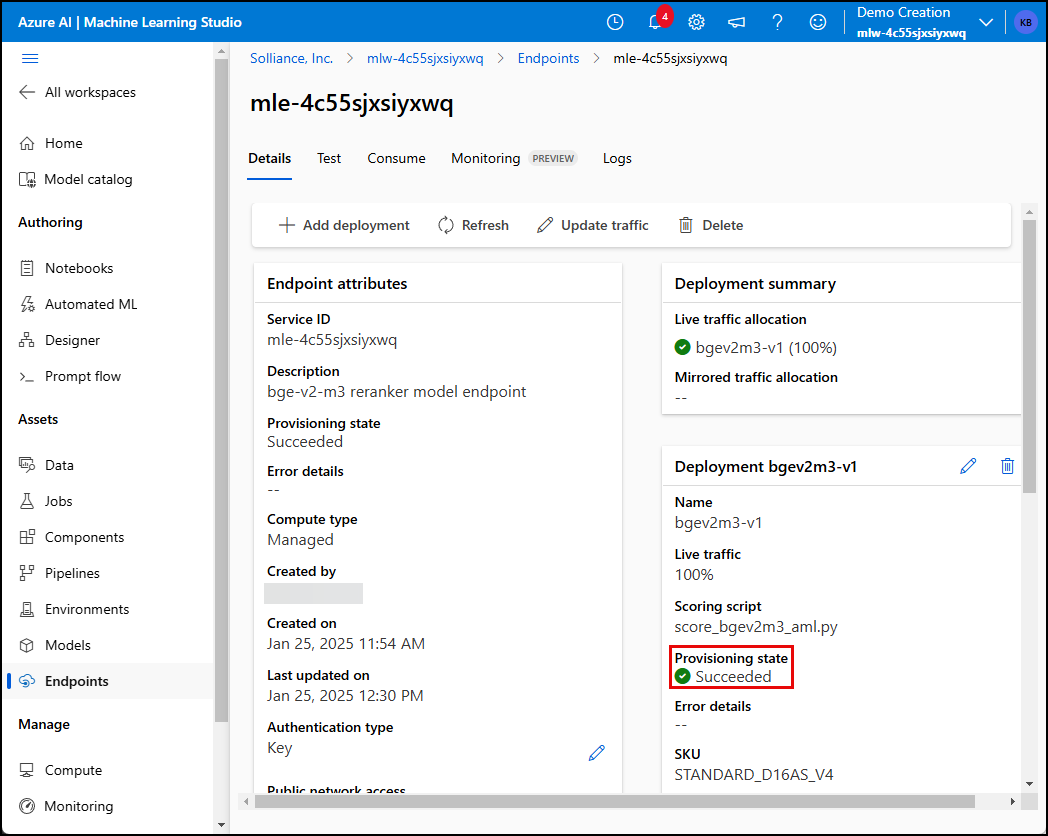 Azure AI | Machine Learning Studio
4
Demo Creation
mlw-4c55sjxsiyxwq
KB
All workspaces
Home
Model catalog
Authoring
Notebooks
Automated ML
Designer
Prompt flow
Assets
Data
Jobs
Components
Pipelines
Environments
Models
Endpoints
Manage
Compute
Monitoring
Solliance, Inc. > mlw-4c55sjxsiyxwq > Endpoints > mle-4c55sjxsiyxwq
mle-4c55sjxsiyxwq
Details Test Consume Monitoring PREVIEW Logs
Add deployment Refresh Update traffic Delete
Endpoint attributes
Service ID
mle-4c55sjxsiyxwq
Description
bge-v2-m3 reranker model endpoint
Provisioning state
Succeeded
Error details
--
Compute type
Managed
Created by
Created on
Jan 25, 2025 11:54 AM
Last updated on
Jan 25, 2025 12:30 PM
Authentication type
Key
Public network access
Deployment summary
Live traffic allocation
bgev2m3-v1 (100%)
Mirrored traffic allocation
--
Deployment bgev2m3-v1
Name
bgev2m3-v1
Live traffic
100%
Scoring script
score_bgev2m3_aml.py
Provisioning state
Succeeded
Error details
--
SKU
STANDARD_D16AS_V4